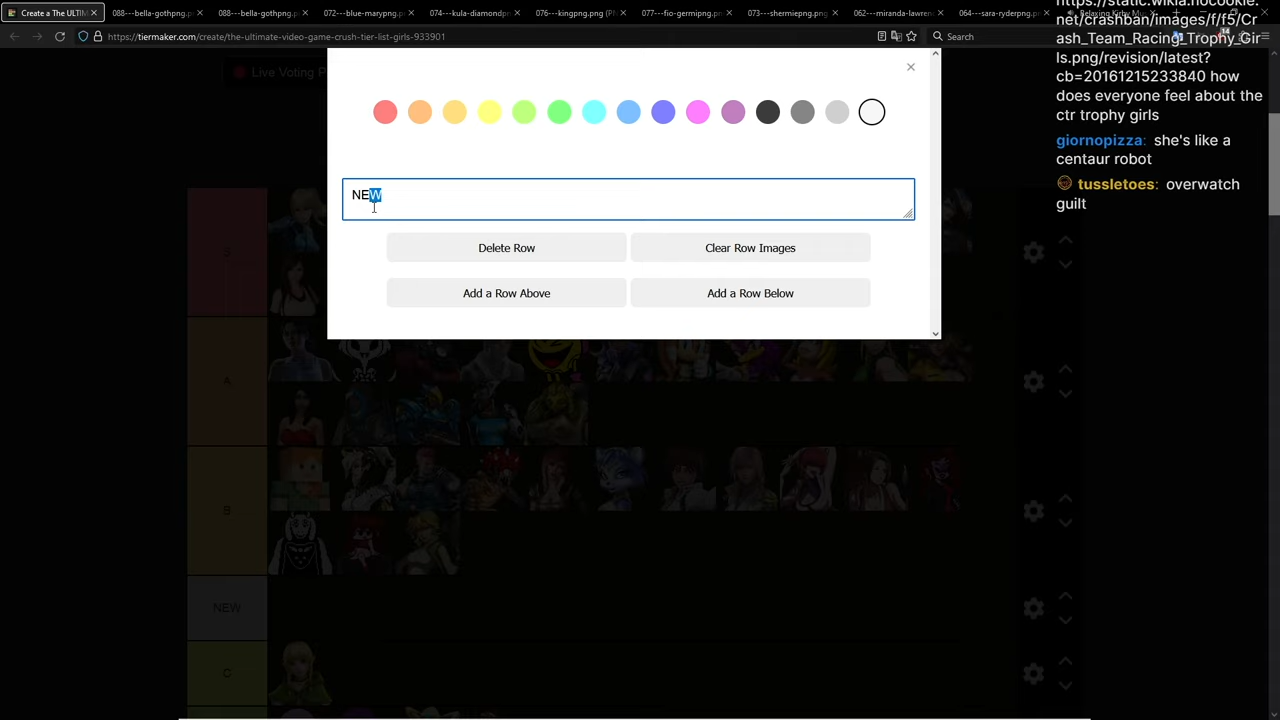 Create a The ULTIM
088---bella-gothpng.p
088---bella-gothpng.p
072---blue-marypng.p
074---kula-diamondp
076---kingpng.png (PN
077---fio-germipng.p
073---shermiepng.pn
062---miranda-lawren
064---sara-ryderpng.p
https://tiermaker.com/create/the-ultimate-video-game-crush-tier-list-girls-933901
Search
Live Voting P
NEW
Delete Row
Clear Row Images
Add a Row Above
Add a Row Below
S
A
B
NEW
C
https://static.wikia.nocookie.
net/crashban/images/f/f5/Cr
ash_Team_Racing_Trophy_Gir
ls.png/revision/latest?
cb=20161215233840 how
does everyone feel about the
ctr trophy girls
giornopizza: she's like a
centaur robot
tussletoes: overwatch
guilt